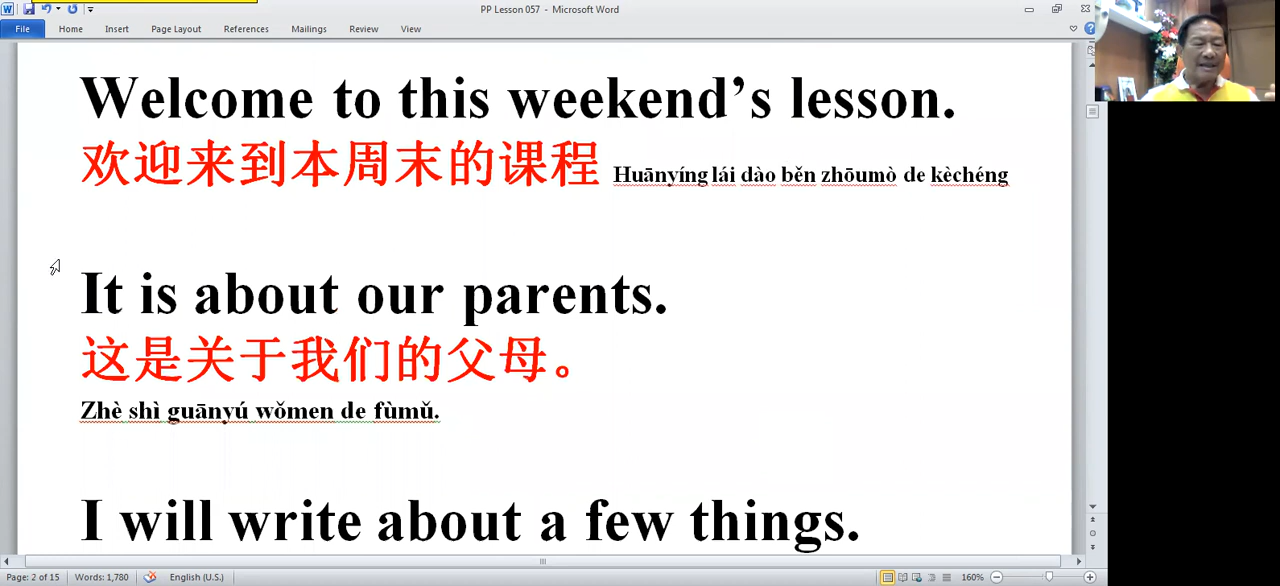 PP Lesson 057 - Microsoft Word
File Home Insert Page Layout References Mailings Review View
Welcome to this weekend’s lesson.
欢迎来到本周末的课程 Huānyíng lái dào běn zhōumò de kèchéng
It is about our parents.
这是关于我们的父母。
Zhè shì guānyú wǒmen de fùmǔ.
I will write about a few things.
Page: 2 of 15 Words: 1,780 English (U.S.) 160%